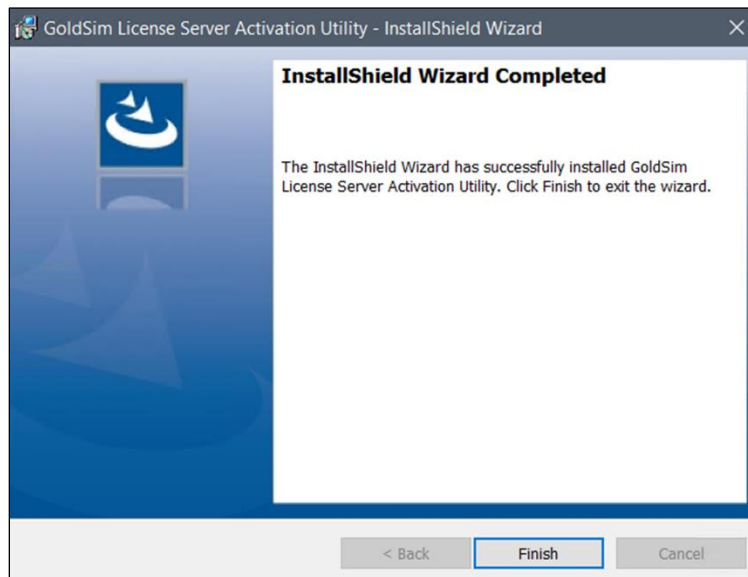 GoldSim License Server Activation Utility - InstallShield Wizard
InstallShield Wizard Completed
The InstallShield Wizard has successfully installed GoldSim
License Server Activation Utility. Click Finish to exit the wizard.
< Back Finish Cancel